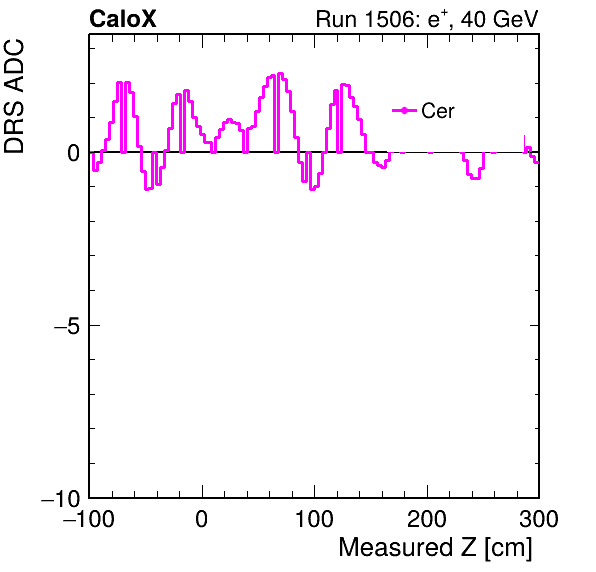 CaloX Run 1506: e⁺, 40 GeV
DRS ADC
Cer
0
−5
−10
−100 0 100 200 300
Measured Z [cm]